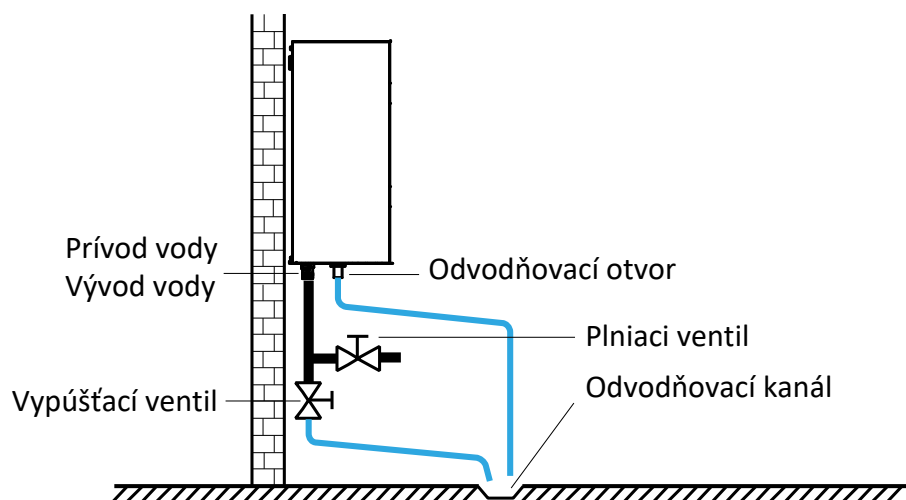 Prívod vody
Vývod vody
Odvodňovací otvor
Plniaci ventil
Odvodňovací kanál
Vypúšťací ventil